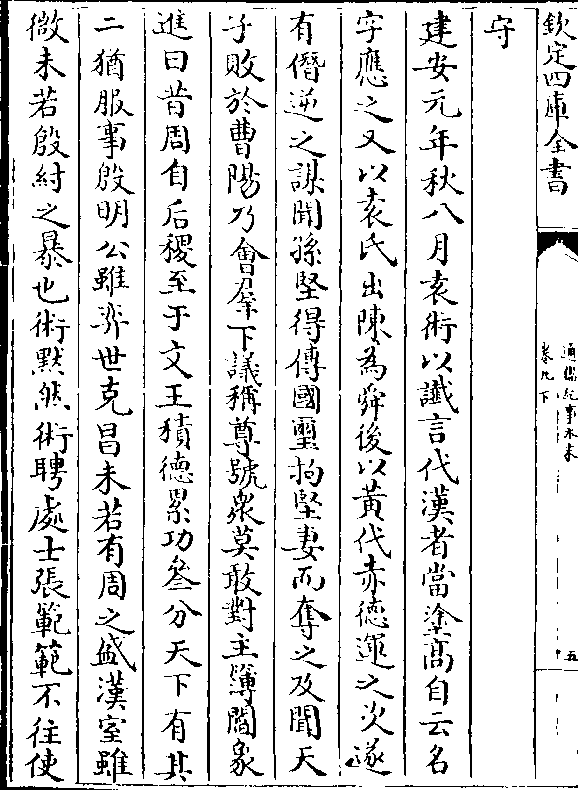 欽定四庫全書
通鑑紀事本末
卷九下
五
守
建安元年秋八月袁術以讖言代漢者當塗髙自云名
字應之又以袁氏出陳為舜後以黃代赤德運之次遂
有僭逆之謀聞孫堅得傳國璽拘堅妻而奪之及聞天
子敗於曹陽乃會羣下議稱尊號衆莫敢對主簿閻象
進曰昔周自后稷至于文王積德累功叄分天下有其
二猶服事殷明公雖奕世克昌未若有周之盛漢室雖
微未若殷紂之暴也術黙然術聘處士張範範不往使